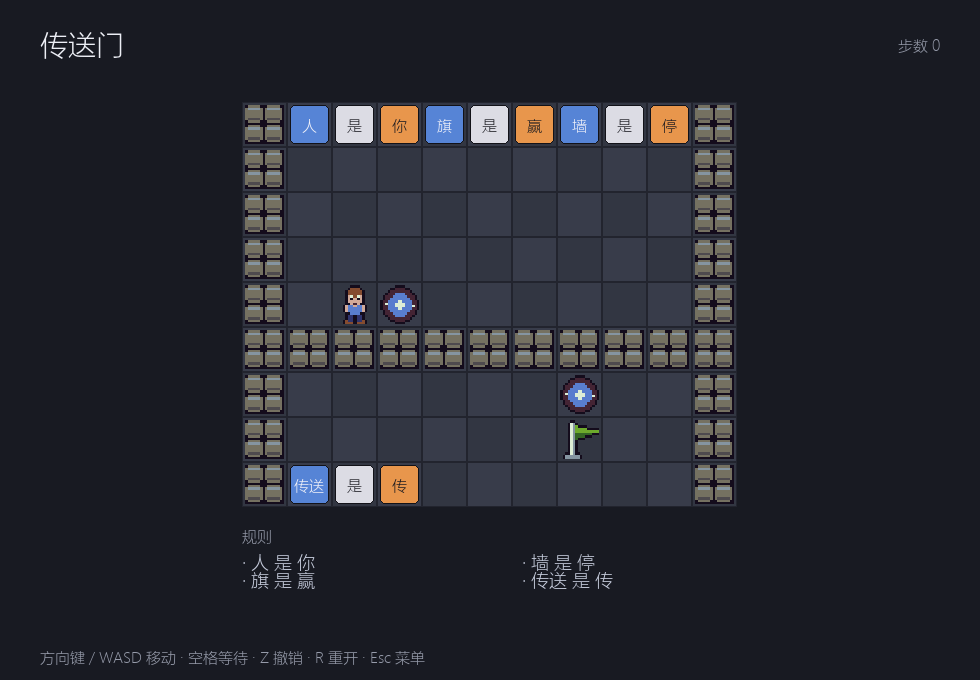 传送门
步数 0
人 是 你 旗 是 赢 墙 是 停
传送 是 传
规则
· 人 是 你
· 墙 是 停
· 旗 是 赢
· 传送 是 传
方向键 / WASD 移动 · 空格等待 · Z 撤销 · R 重开 · Esc 菜单